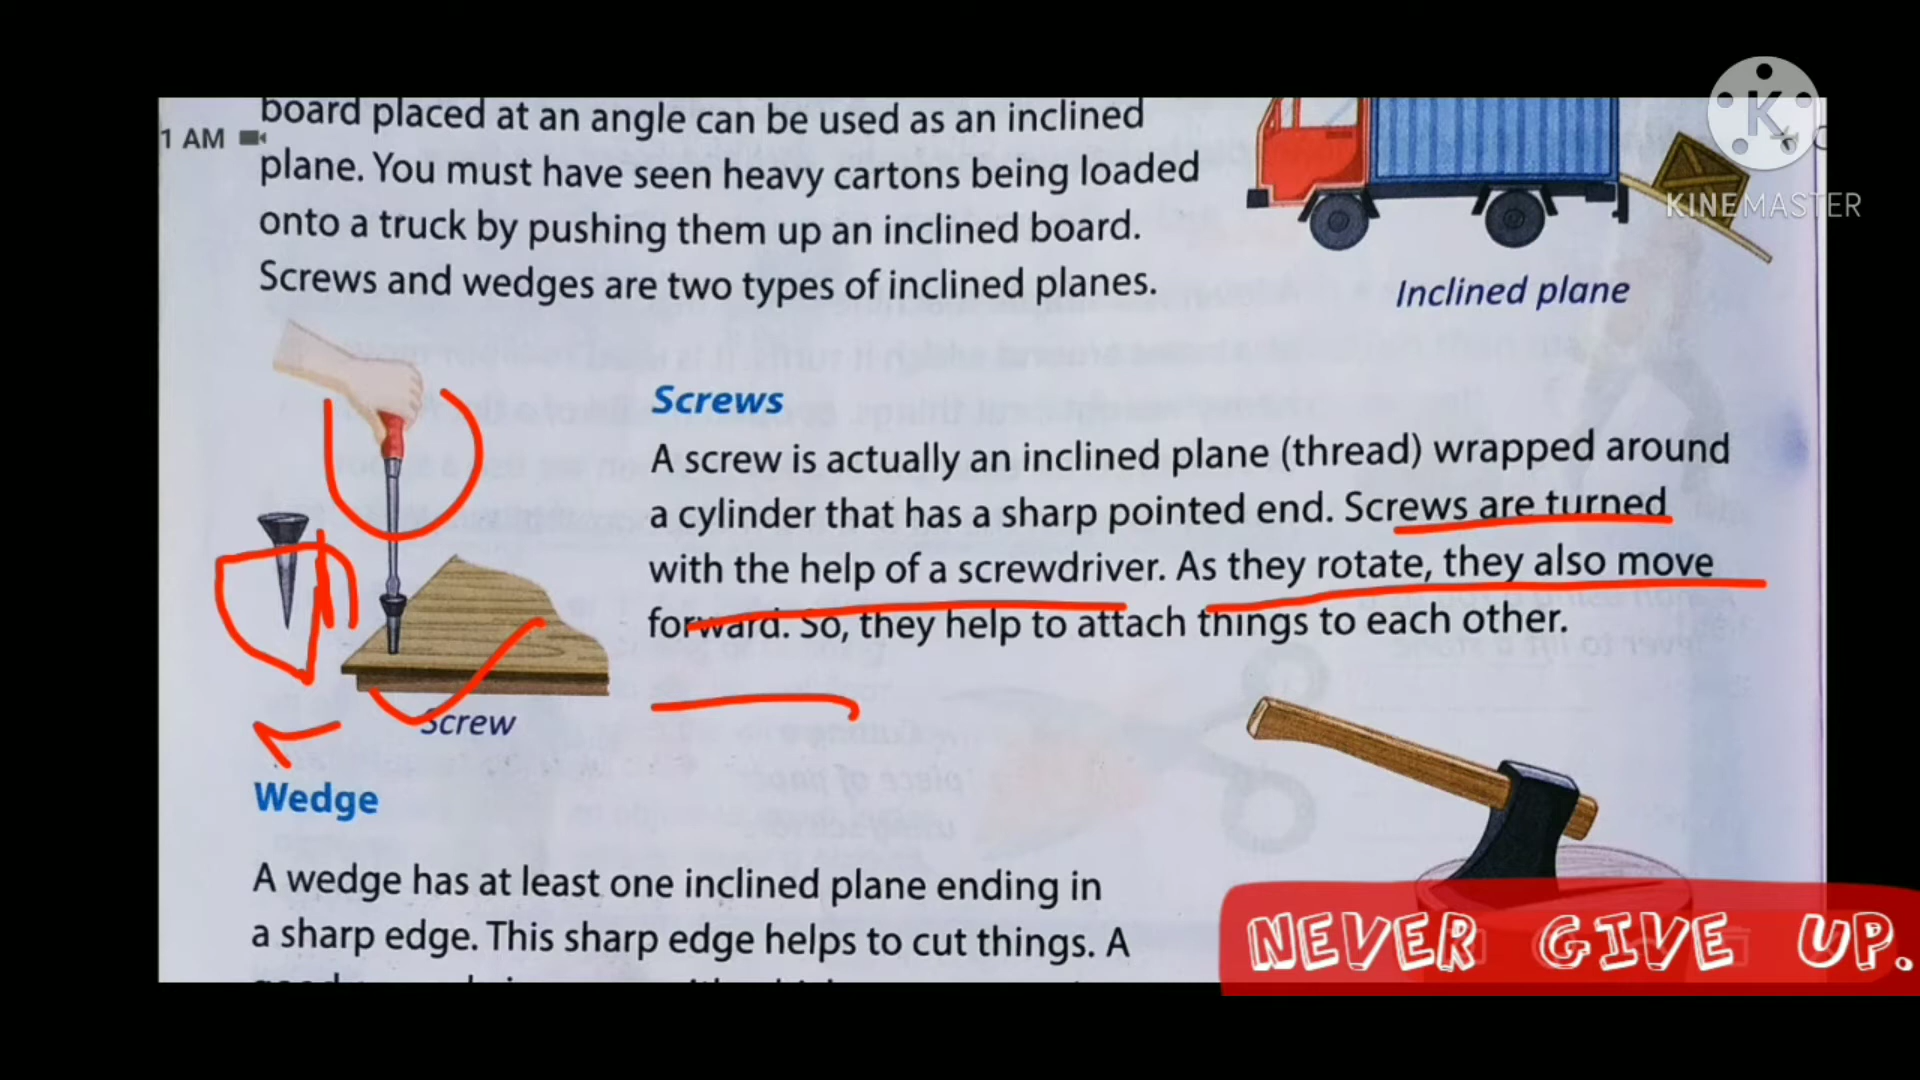 board placed at an angle can be used as an inclined
1 AM
plane. You must have seen heavy cartons being loaded
onto a truck by pushing them up an inclined board.
Screws and wedges are two types of inclined planes.
K
KINEMASTER
Inclined plane
Screws
A screw is actually an inclined plane (thread) wrapped around
a cylinder that has a sharp pointed end. Screws are turned
with the help of a screwdriver. As they rotate, they also move
forward. So, they help to attach things to each other.
Screw
Wedge
A wedge has at least one inclined plane ending in
a sharp edge. This sharp edge helps to cut things. A
NEVER GIVE UP.